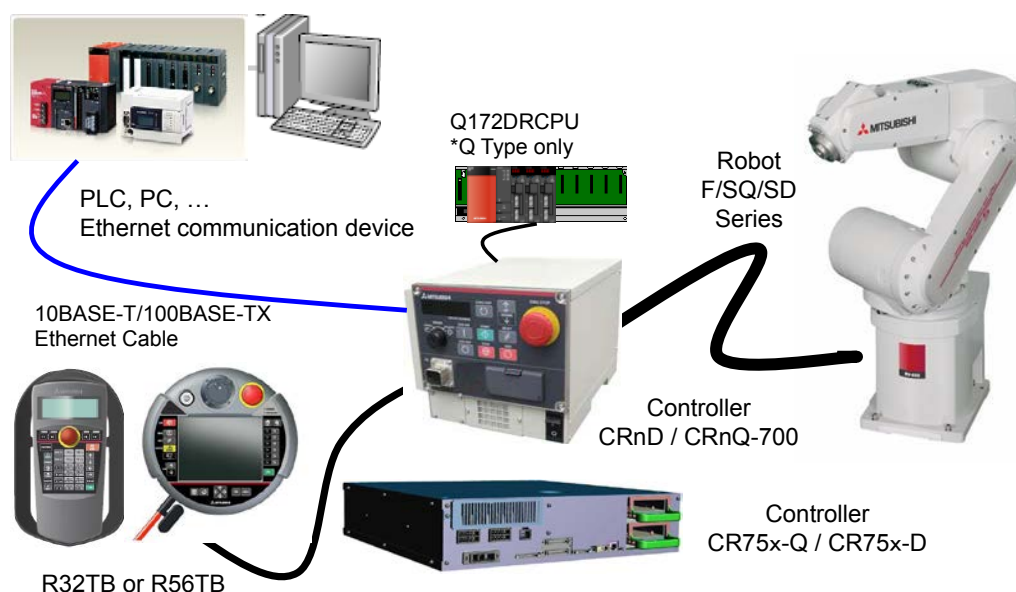 Q172DRCPU
*Q Type only
MITSUBISHI
Robot
F/SQ/SD
Series
PLC, PC, …
Ethernet communication device
10BASE-T/100BASE-TX
Ethernet Cable
MITSUBISHI
Controller
CRnD / CRnQ-700
Controller
CR75x-Q / CR75x-D
R32TB or R56TB